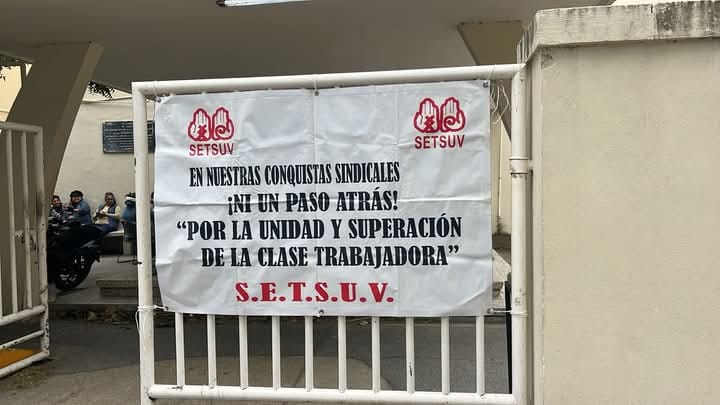 SETSUV
SETSUV
EN NUESTRAS CONQUISTAS SINDICALES
¡NI UN PASO ATRÁS!
“POR LA UNIDAD Y SUPERACIÓN
DE LA CLASE TRABAJADORA”
S.E.T.S.U.V.